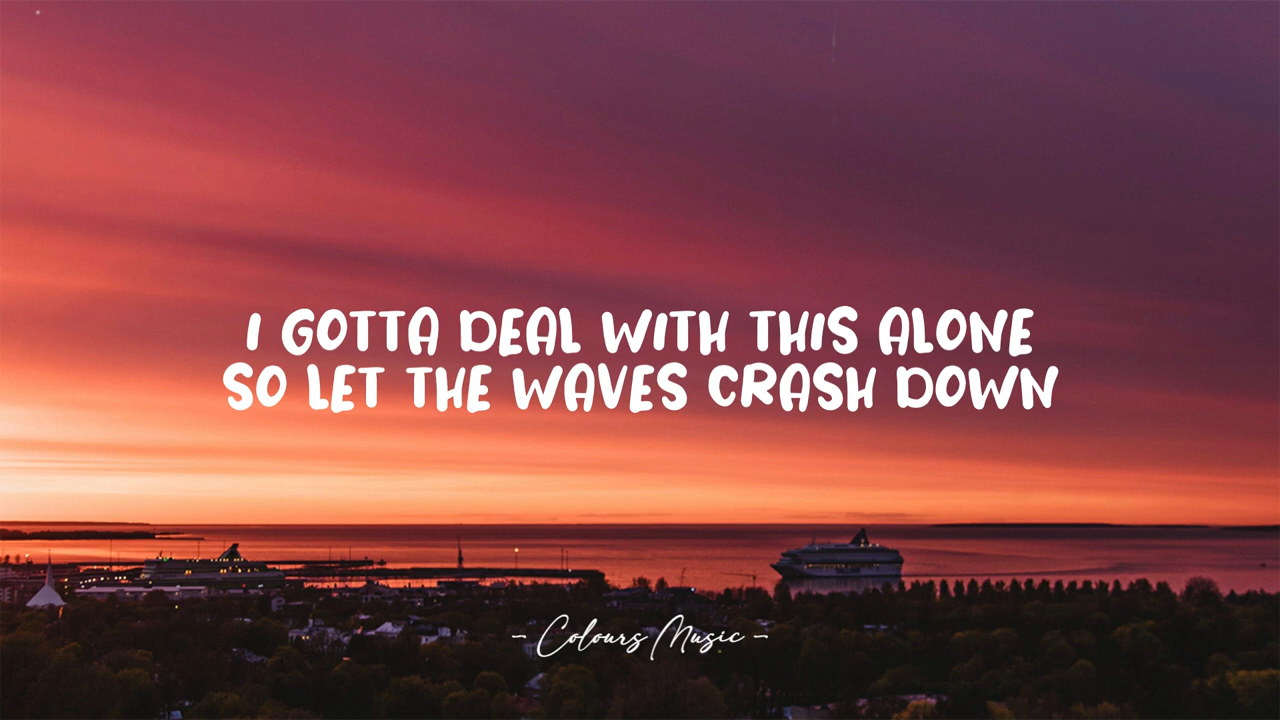 I GOTTA DEAL WITH THIS ALONE
SO LET THE WAVES CRASH DOWN
- Colours Music -